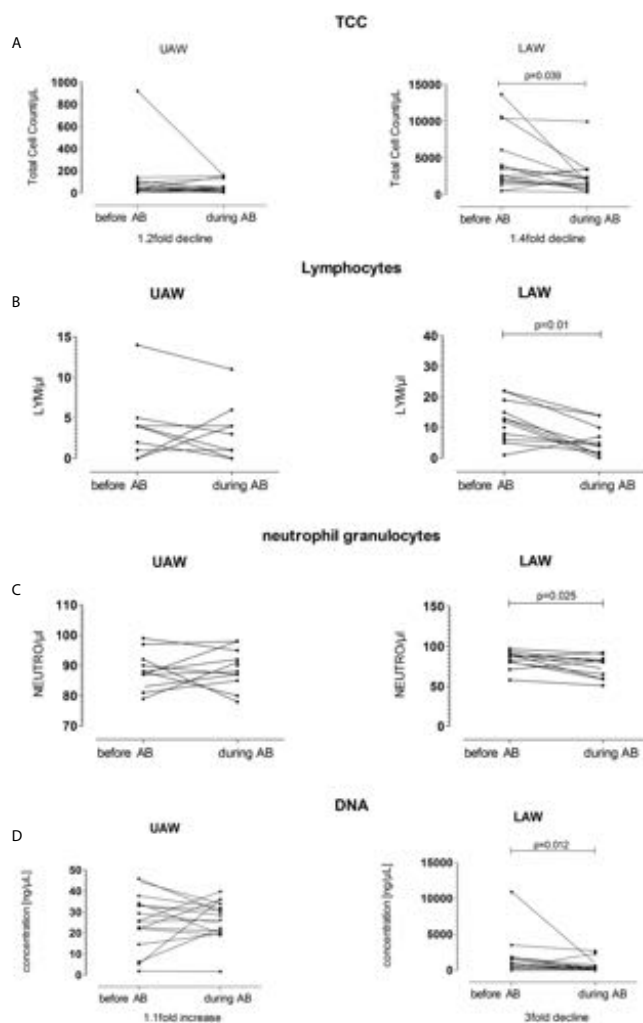 TCC
A
UAW
LAW
Total Cell Count/µL
1000
800
600
400
200
0
before AB
during AB
1.2fold decline
Total Cell Count/µL
15000
10000
5000
0
p=0.039
before AB
during AB
1.4fold decline
Lymphocytes
B
UAW
LAW
LYM/µl
15
10
5
0
before AB
during AB
LYM/µl
40
30
20
10
0
p=0.01
before AB
during AB
neutrophil granulocytes
C
UAW
LAW
NEUTRO/µl
110
100
90
80
70
before AB
during AB
NEUTRO/µl
150
100
50
0
p=0.025
before AB
during AB
DNA
D
UAW
LAW
concentration [ng/µL]
50
40
30
20
10
0
before AB
during AB
1.1fold increase
concentration [ng/µL]
15000
10000
5000
0
p=0.012
before AB
during AB
3fold decline